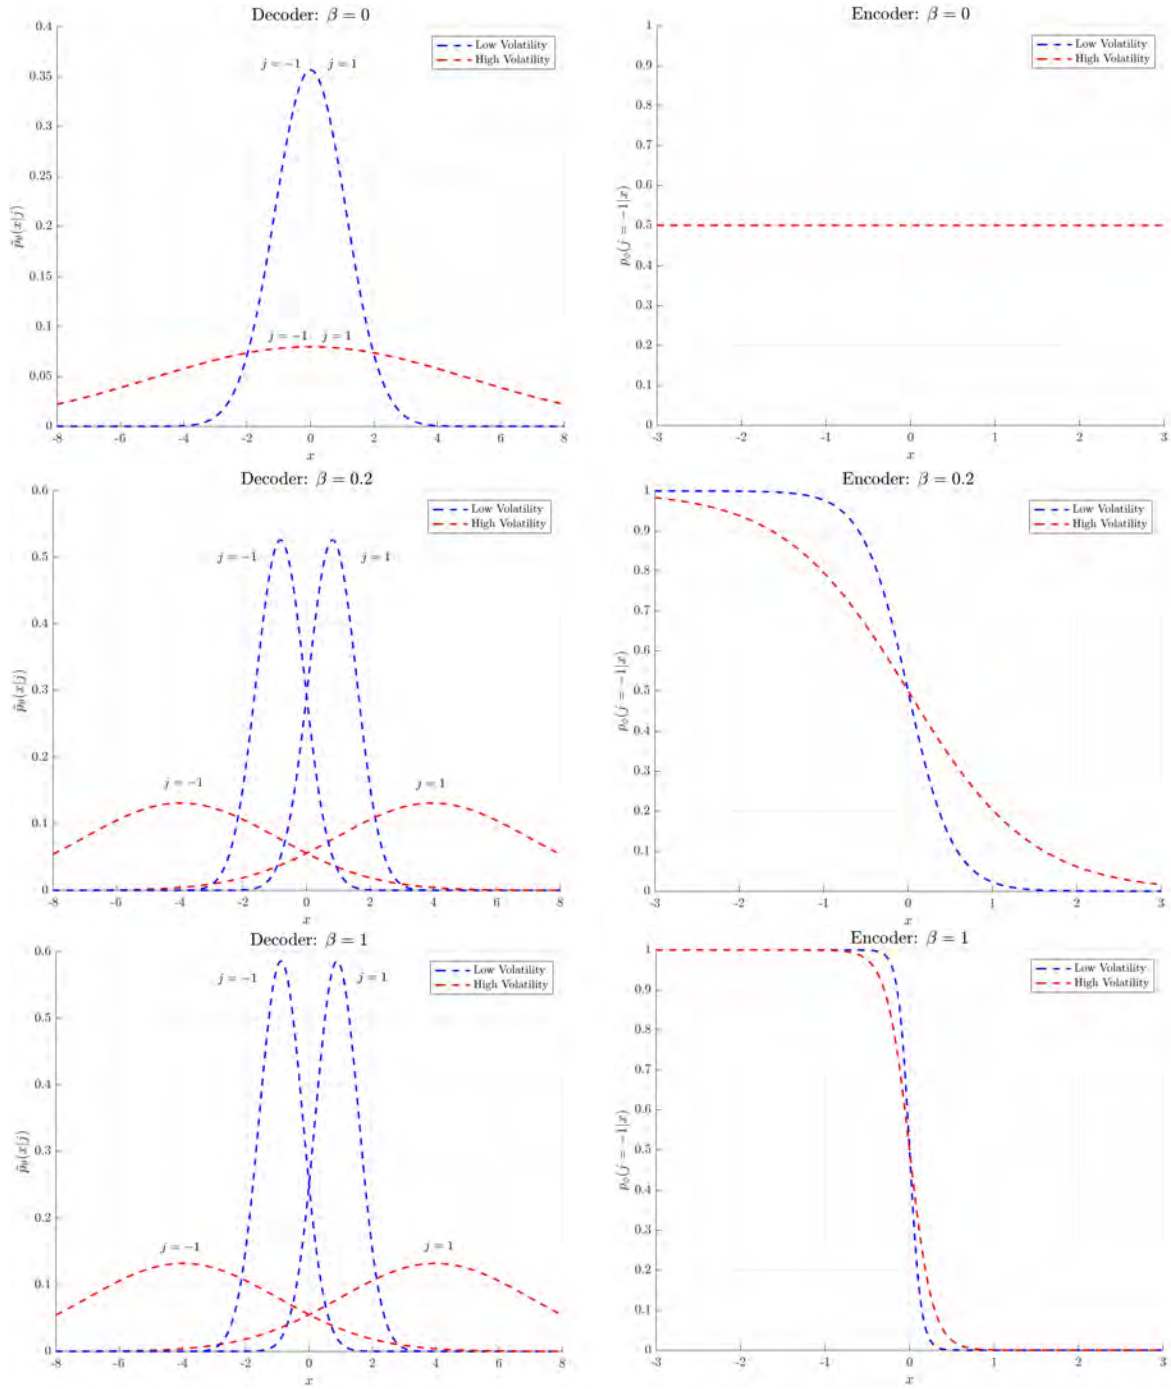 Decoder: β = 0
Low Volatility
High Volatility
j = −1 j = 1
j = −1 j = 1
0.4
0.35
0.3
0.25
0.2
0.15
0.1
0.05
0
-8 -6 -4 -2 0 2 4 6 8
x
p̃θ(x|j)
Encoder: β = 0
Low Volatility
High Volatility
1
0.9
0.8
0.7
0.6
0.5
0.4
0.3
0.2
0.1
0
-3 -2 -1 0 1 2 3
x
pϕ(j = −1|x)
Decoder: β = 0.2
Low Volatility
High Volatility
j = −1 j = 1
j = −1 j = 1
0.6
0.5
0.4
0.3
0.2
0.1
0
-8 -6 -4 -2 0 2 4 6 8
x
p̃θ(x|j)
Encoder: β = 0.2
Low Volatility
High Volatility
1
0.9
0.8
0.7
0.6
0.5
0.4
0.3
0.2
0.1
0
-3 -2 -1 0 1 2 3
x
pϕ(j = −1|x)
Decoder: β = 1
Low Volatility
High Volatility
j = −1 j = 1
j = −1 j = 1
0.6
0.5
0.4
0.3
0.2
0.1
0
-8 -6 -4 -2 0 2 4 6 8
x
p̃θ(x|j)
Encoder: β = 1
Low Volatility
High Volatility
1
0.9
0.8
0.7
0.6
0.5
0.4
0.3
0.2
0.1
0
-3 -2 -1 0 1 2 3
x
pϕ(j = −1|x)